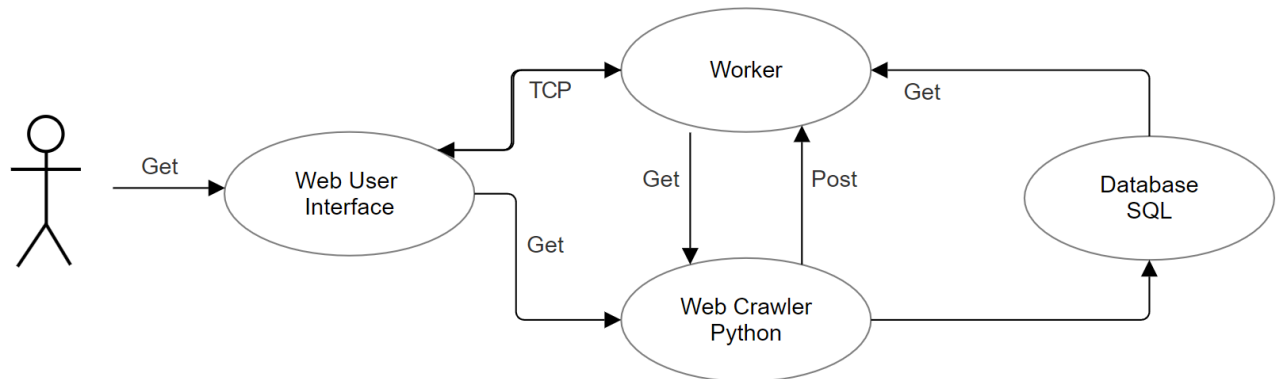 Worker
TCP
Get
Get
Web User
Interface
Get
Post
Database
SQL
Get
Web Crawler
Python